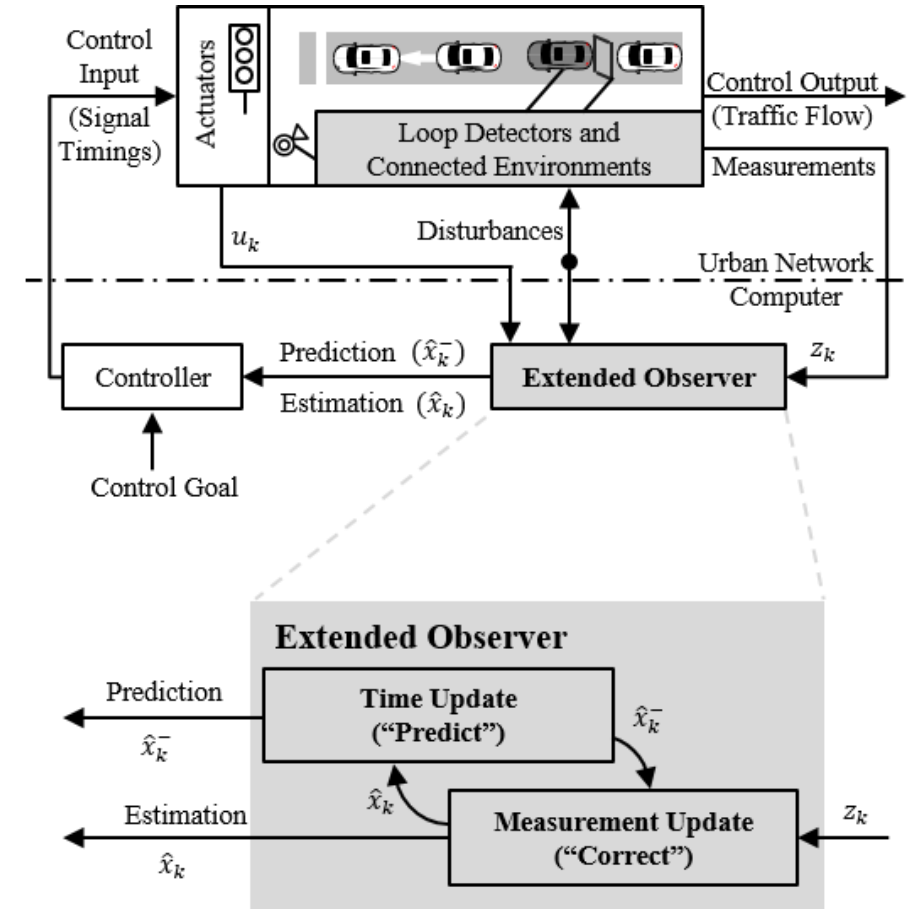 Control
Input
(Signal
Timings)
Actuators
Loop Detectors and
Connected Environments
Control Output
(Traffic Flow)
Measurements
u_k
Disturbances
Urban Network
Computer
Controller
Prediction (x̂_k^-)
Estimation (x̂_k)
Extended Observer
z_k
Control Goal
Extended Observer
Prediction
x̂_k^-
Time Update
(“Predict”)
x̂_k^-
x̂_k
Estimation
x̂_k
Measurement Update
(“Correct”)
z_k